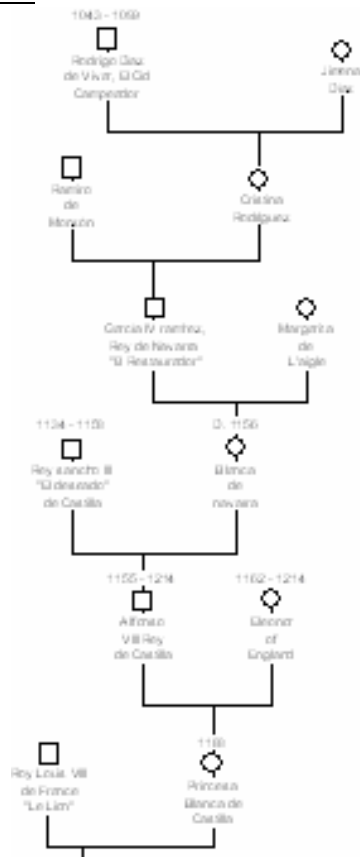 1043 - 1099
Rodrigo Diaz
de Vivar, El Cid
Campeador
Jimena
Diaz
Ramiro
de
Monzon
Cristina
Rodriguez
Garcia IV ramirez,
Rey de Navarra
"El Restaurador"
Margarita
de
L'aigle
1134 - 1158
Rey sancho III
"El deseado"
de Castilla
D. 1156
Blanca
de
navarra
1155 - 1214
Alfonso
VIII Rey
de Castilla
1162 - 1214
Eleonor
of
England
1188
Princesa
Blanca de
Castilla
Rey Louis VIII
de France
"Le Lion"